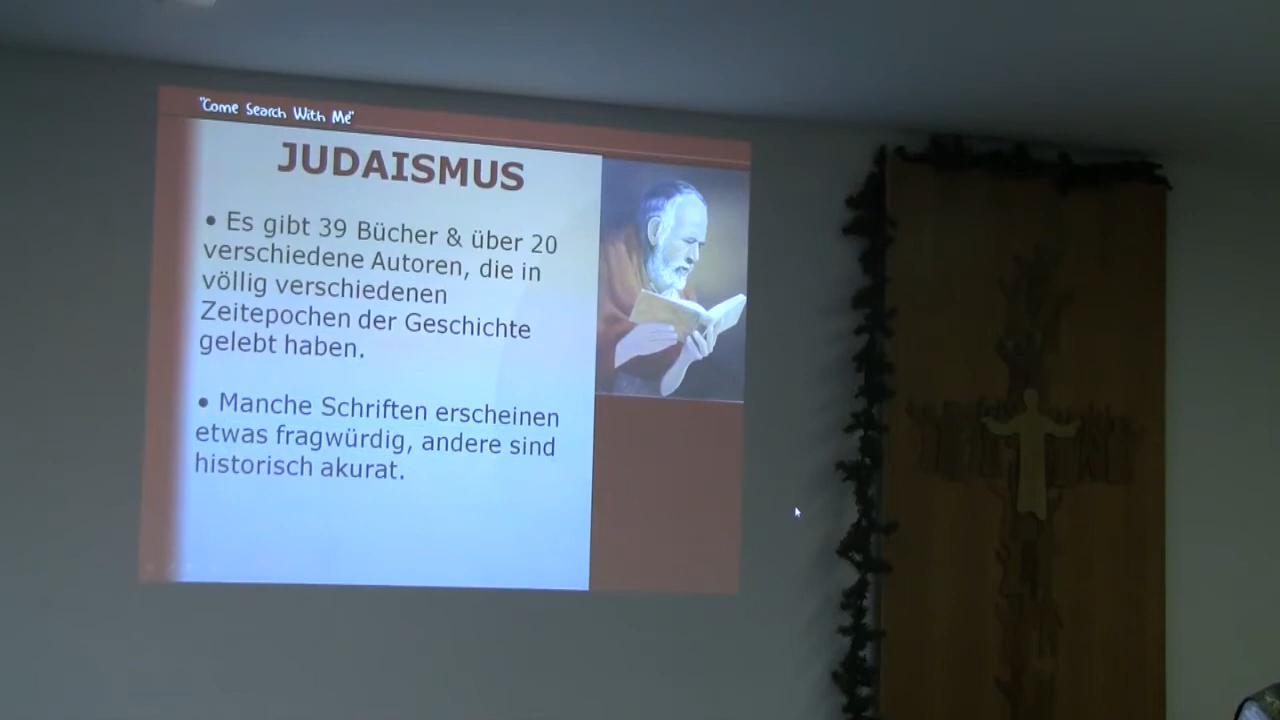 "Come Search With Me"
JUDAISMUS
• Es gibt 39 Bücher & über 20
verschiedene Autoren, die in
völlig verschiedenen
Zeitepochen der Geschichte
gelebt haben.
• Manche Schriften erscheinen
etwas fragwürdig, andere sind
historisch akurat.